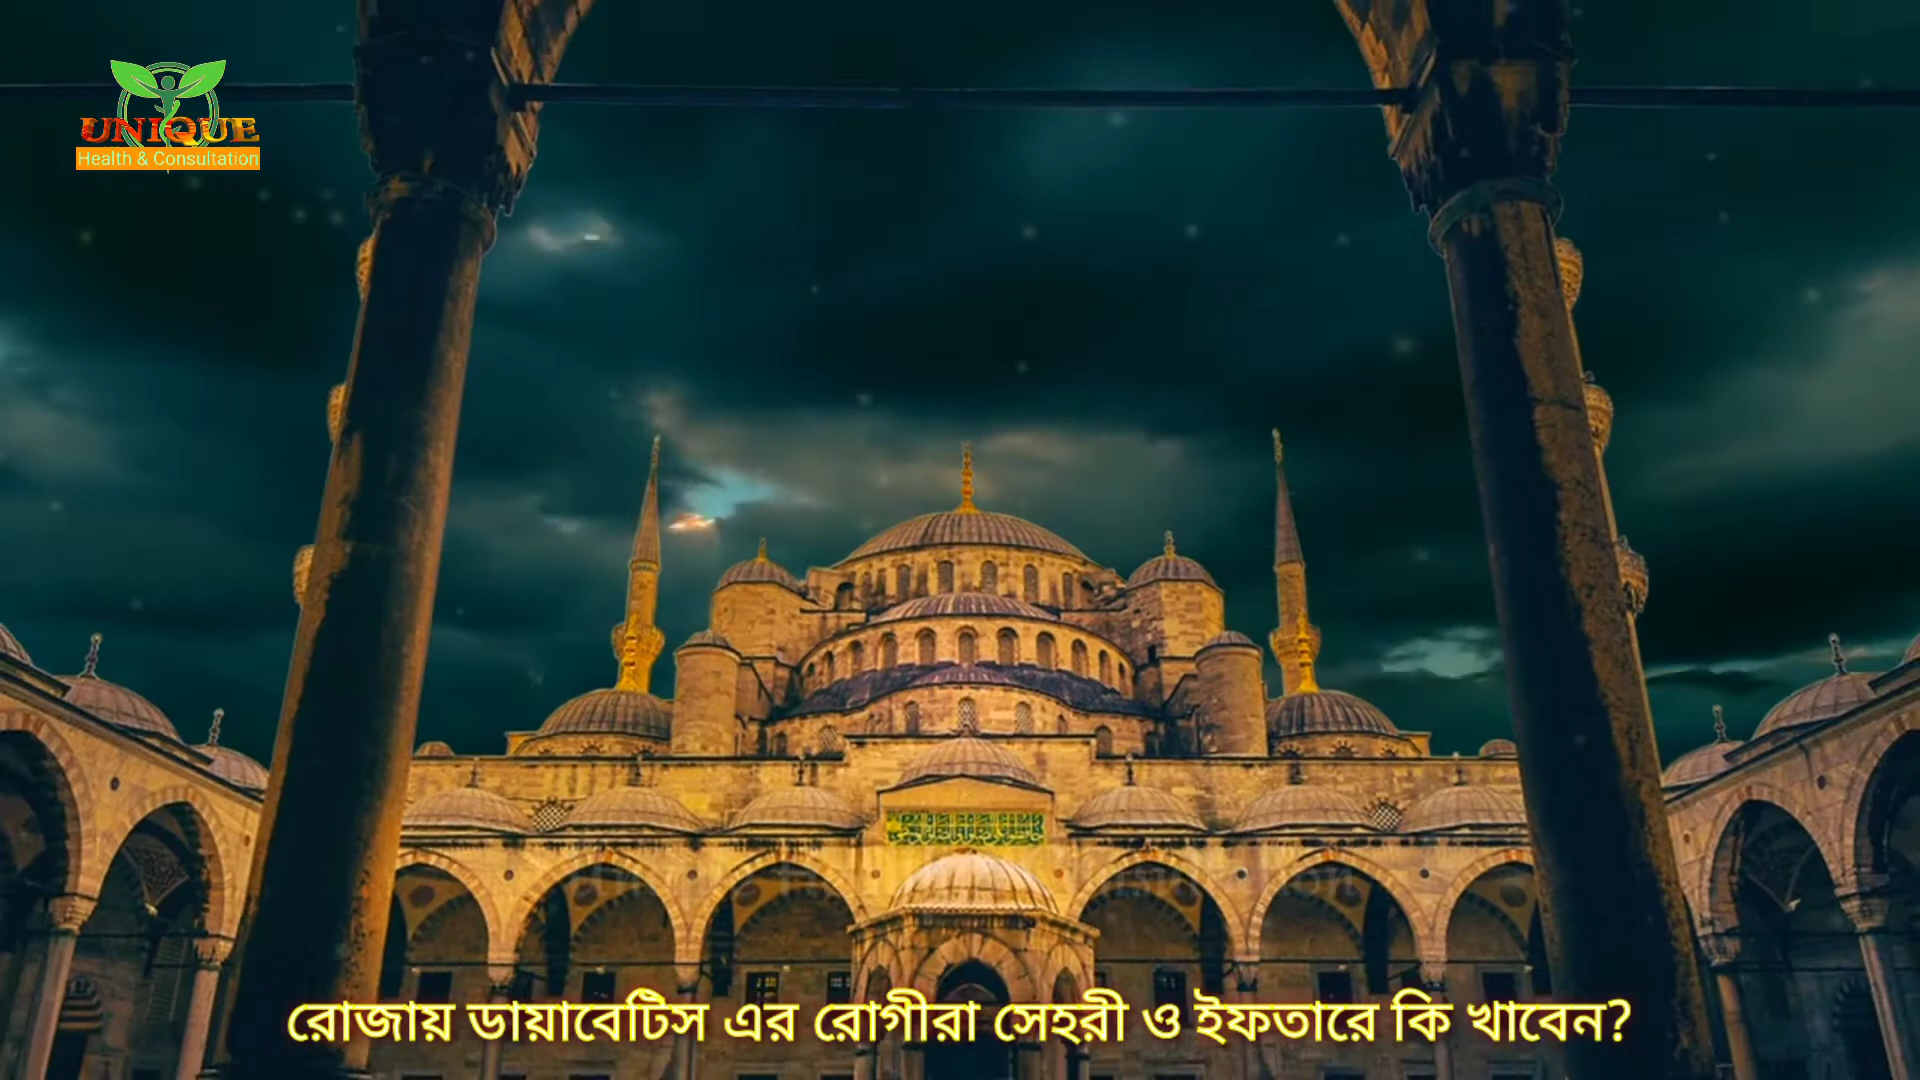 UNIQUE
Health & Consultation
রোজায় ডায়াবেটিস এর রোগীরা সেহরী ও ইফতারে কি খাবেন?